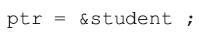 ptr = &student ;